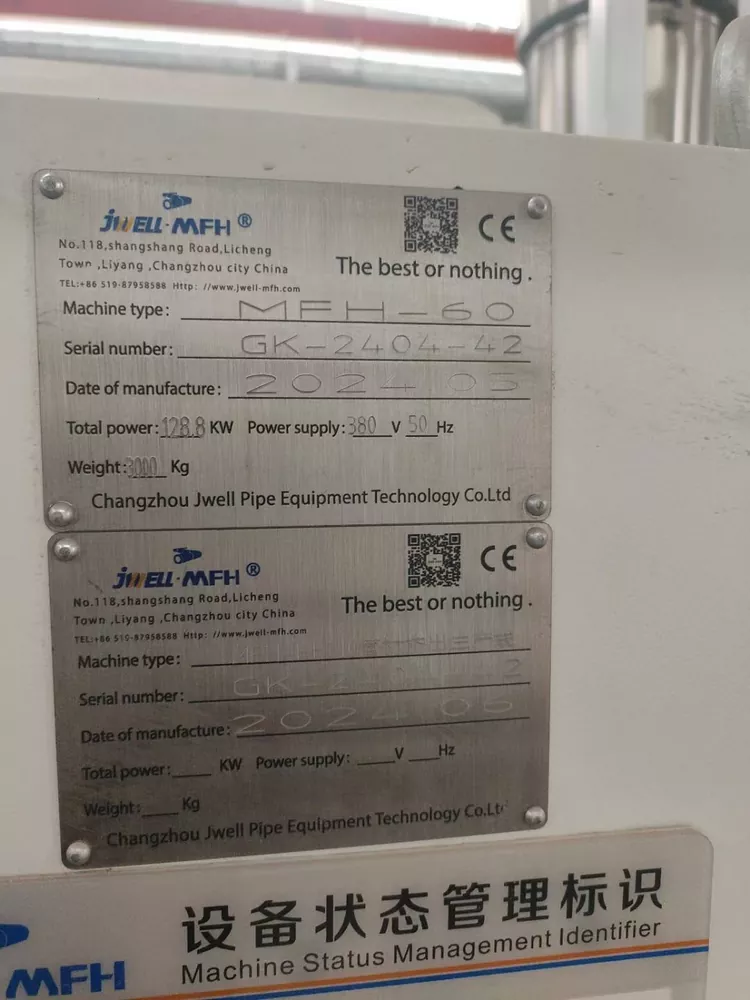 JWELL·MFH®
CE
No.118,shangshang Road,Licheng
Town ,Liyang ,Changzhou city China
The best or nothing .
TEL:+86 519-87958588 Http: //www.jwell-mfh.com
Machine type: MFH-60
Serial number: GK-2404-42
Date of manufacture: 2024.05
Total power:128.8 KW Power supply:380 V 50 Hz
Weight:3000 Kg
Changzhou Jwell Pipe Equipment Technology Co.Ltd
JWELL·MFH®
CE
No.118,shangshang Road,Licheng
Town ,Liyang ,Changzhou city China
The best or nothing .
TEL:+86 519-87958588 Http: //www.jwell-mfh.com
Machine type:
Serial number: GK-2
Date of manufacture: 2024.05
Total power: KW Power supply: V Hz
Weight: Kg
Changzhou Jwell Pipe Equipment Technology Co.Lt
MFH
设备状态管理标识
Machine Status Management Identifier